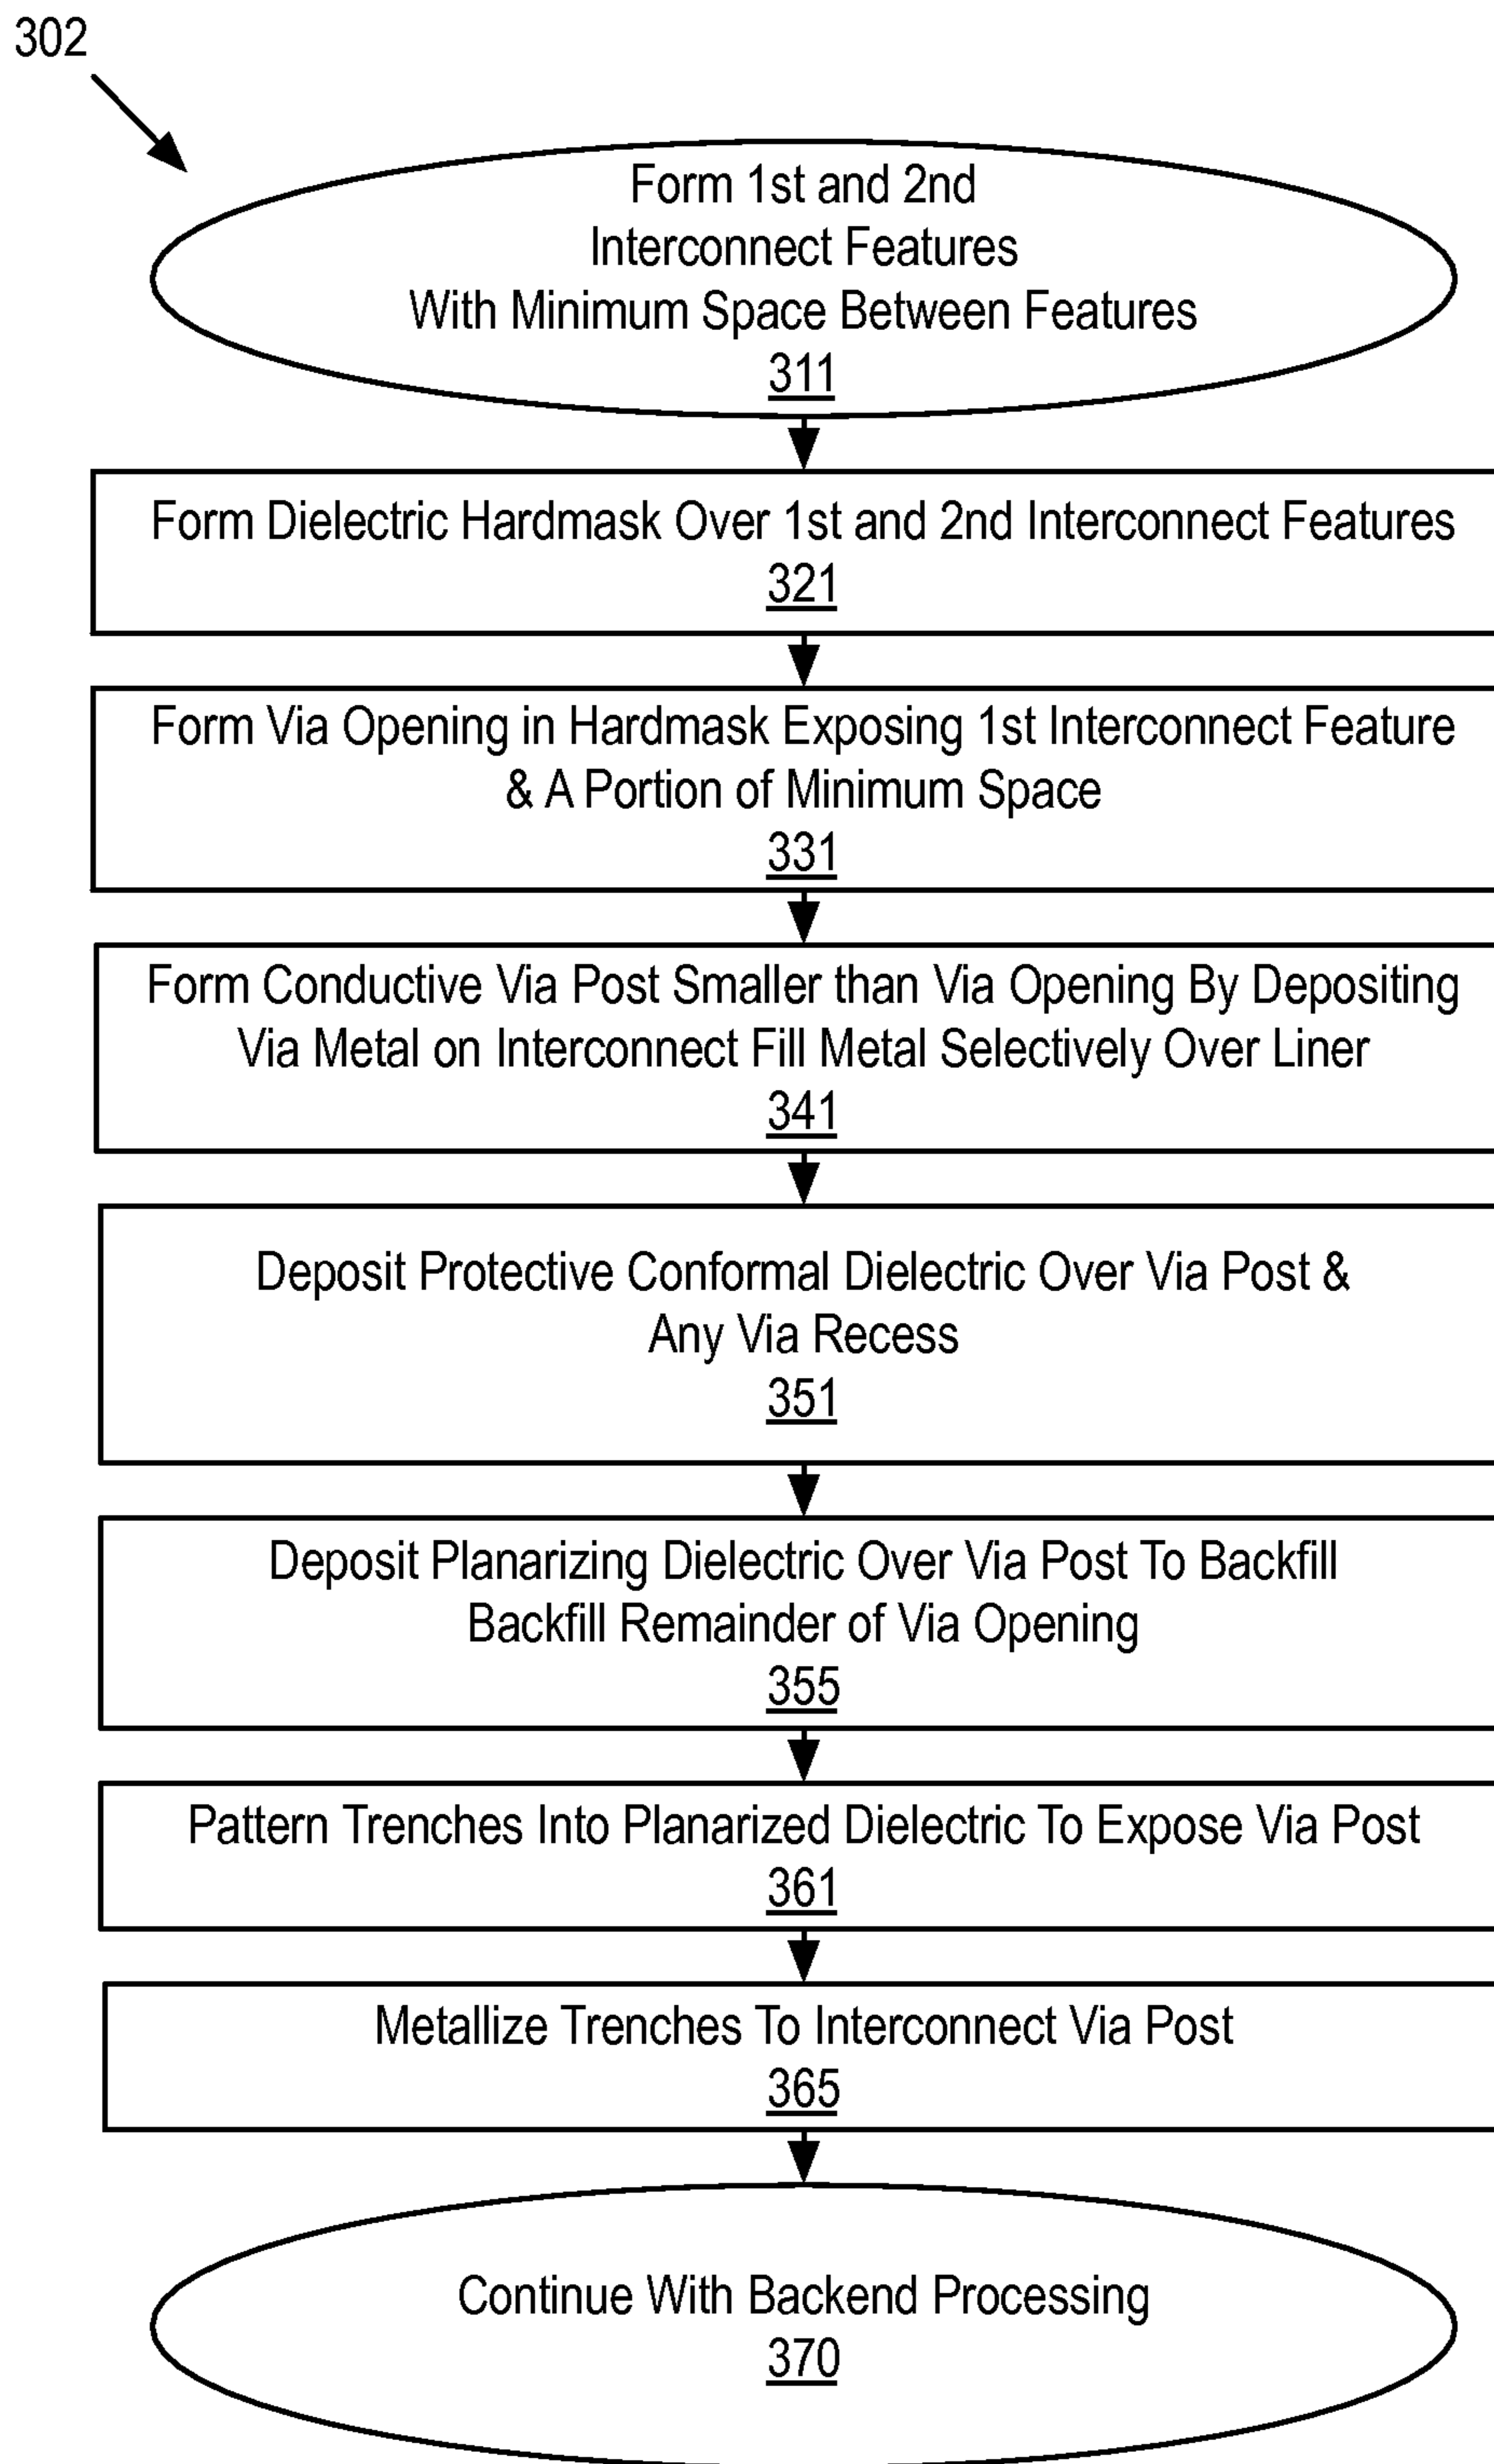 302
Form 1st and 2nd
Interconnect Features
With Minimum Space Between Features
311
Form Dielectric Hardmask Over 1st and 2nd Interconnect Features
321
Form Via Opening in Hardmask Exposing 1st Interconnect Feature
& A Portion of Minimum Space
331
Form Conductive Via Post Smaller than Via Opening By Depositing
Via Metal on Interconnect Fill Metal Selectively Over Liner
341
Deposit Protective Conformal Dielectric Over Via Post &
Any Via Recess
351
Deposit Planarizing Dielectric Over Via Post To Backfill
Backfill Remainder of Via Opening
355
Pattern Trenches Into Planarized Dielectric To Expose Via Post
361
Metallize Trenches To Interconnect Via Post
365
Continue With Backend Processing
370